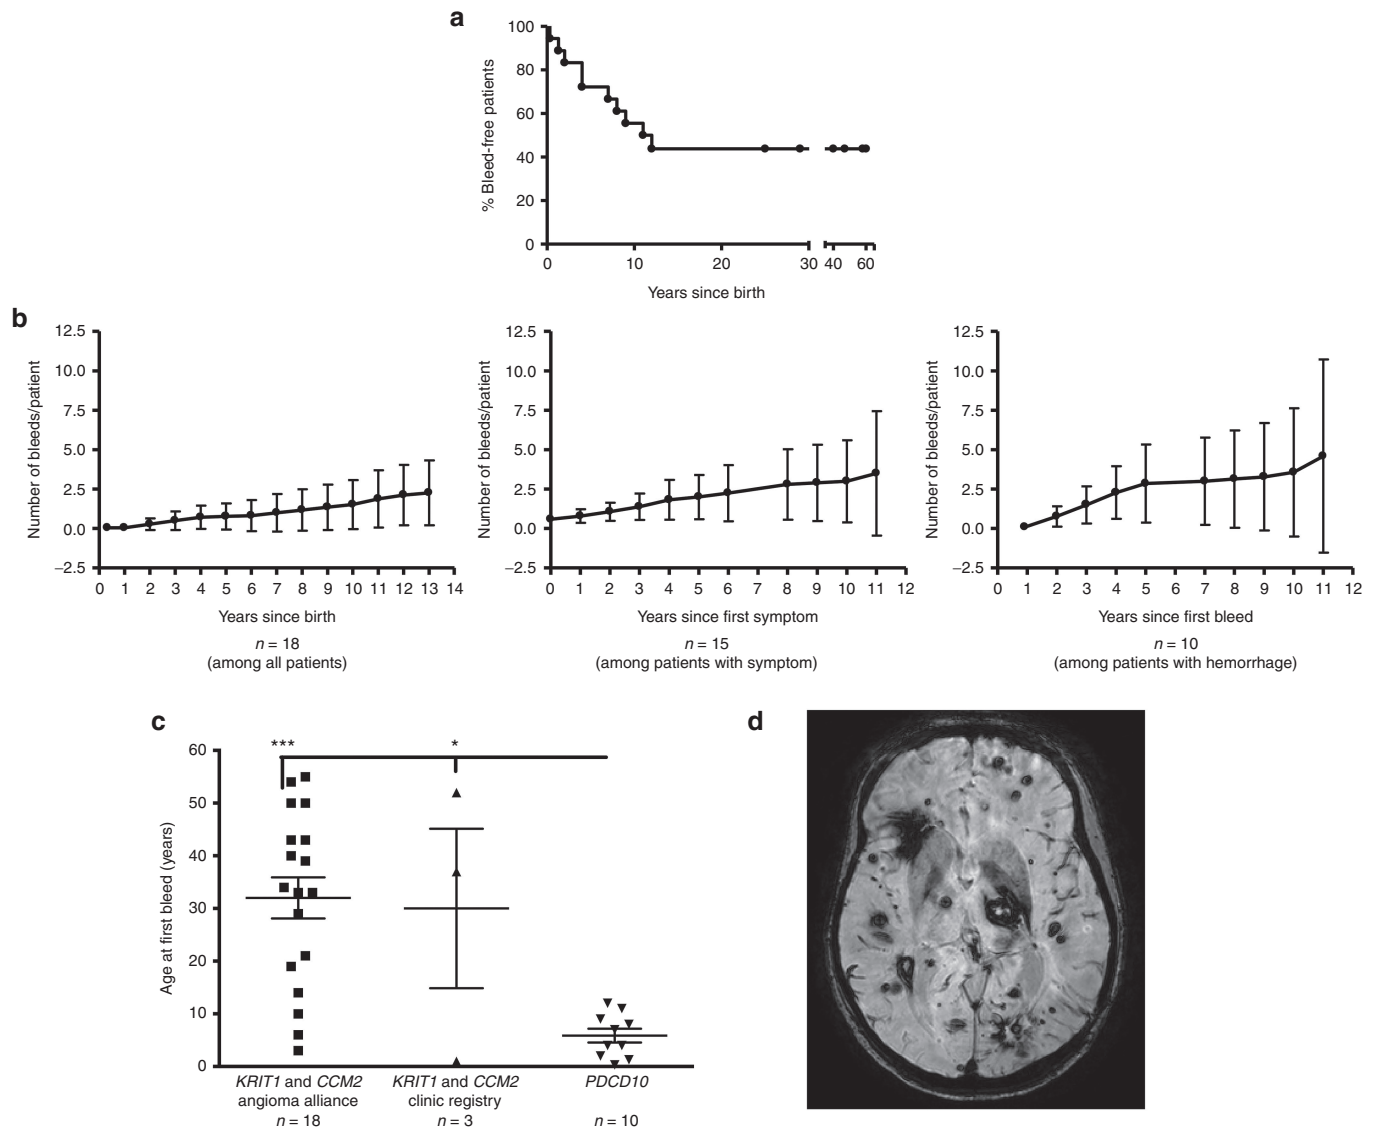 a
100
80
60
40
20
0
% Bleed-free patients
0 10 20 30 40 60
Years since birth
b
12.5
10.0
7.5
5.0
2.5
0.0
−2.5
Number of bleeds/patient
0 1 2 3 4 5 6 7 8 9 10 11 12 13 14
Years since birth
n = 18
(among all patients)
12.5
10.0
7.5
5.0
2.5
0.0
−2.5
Number of bleeds/patient
0 1 2 3 4 5 6 7 8 9 10 11 12
Years since first symptom
n = 15
(among patients with symptom)
12.5
10.0
7.5
5.0
2.5
0.0
−2.5
Number of bleeds/patient
0 1 2 3 4 5 6 7 8 9 10 11 12
Years since first bleed
n = 10
(among patients with hemorrhage)
c
60
50
40
30
20
10
0
Age at first bleed (years)
*** *
KRIT1 and CCM2
angioma alliance
n = 18
KRIT1 and CCM2
clinic registry
n = 3
PDCD10
n = 10
d